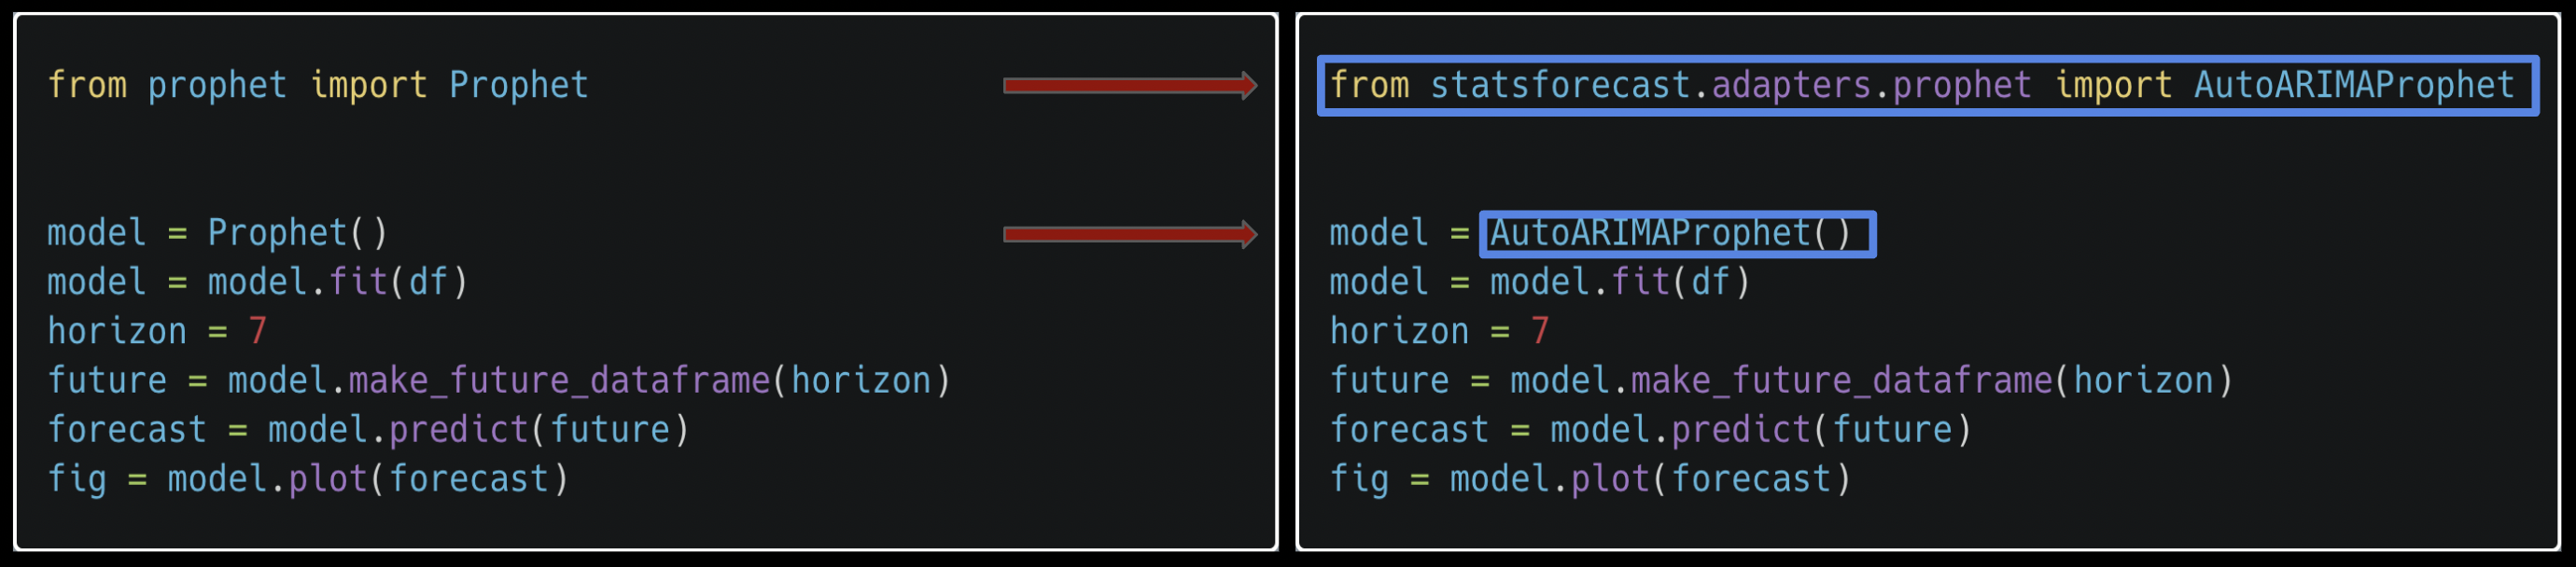 from prophet import Prophet
model = Prophet()
model = model.fit(df)
horizon = 7
future = model.make_future_dataframe(horizon)
forecast = model.predict(future)
fig = model.plot(forecast)
from statsforecast.adapters.prophet import AutoARIMAProphet
model = AutoARIMAProphet()
model = model.fit(df)
horizon = 7
future = model.make_future_dataframe(horizon)
forecast = model.predict(future)
fig = model.plot(forecast)